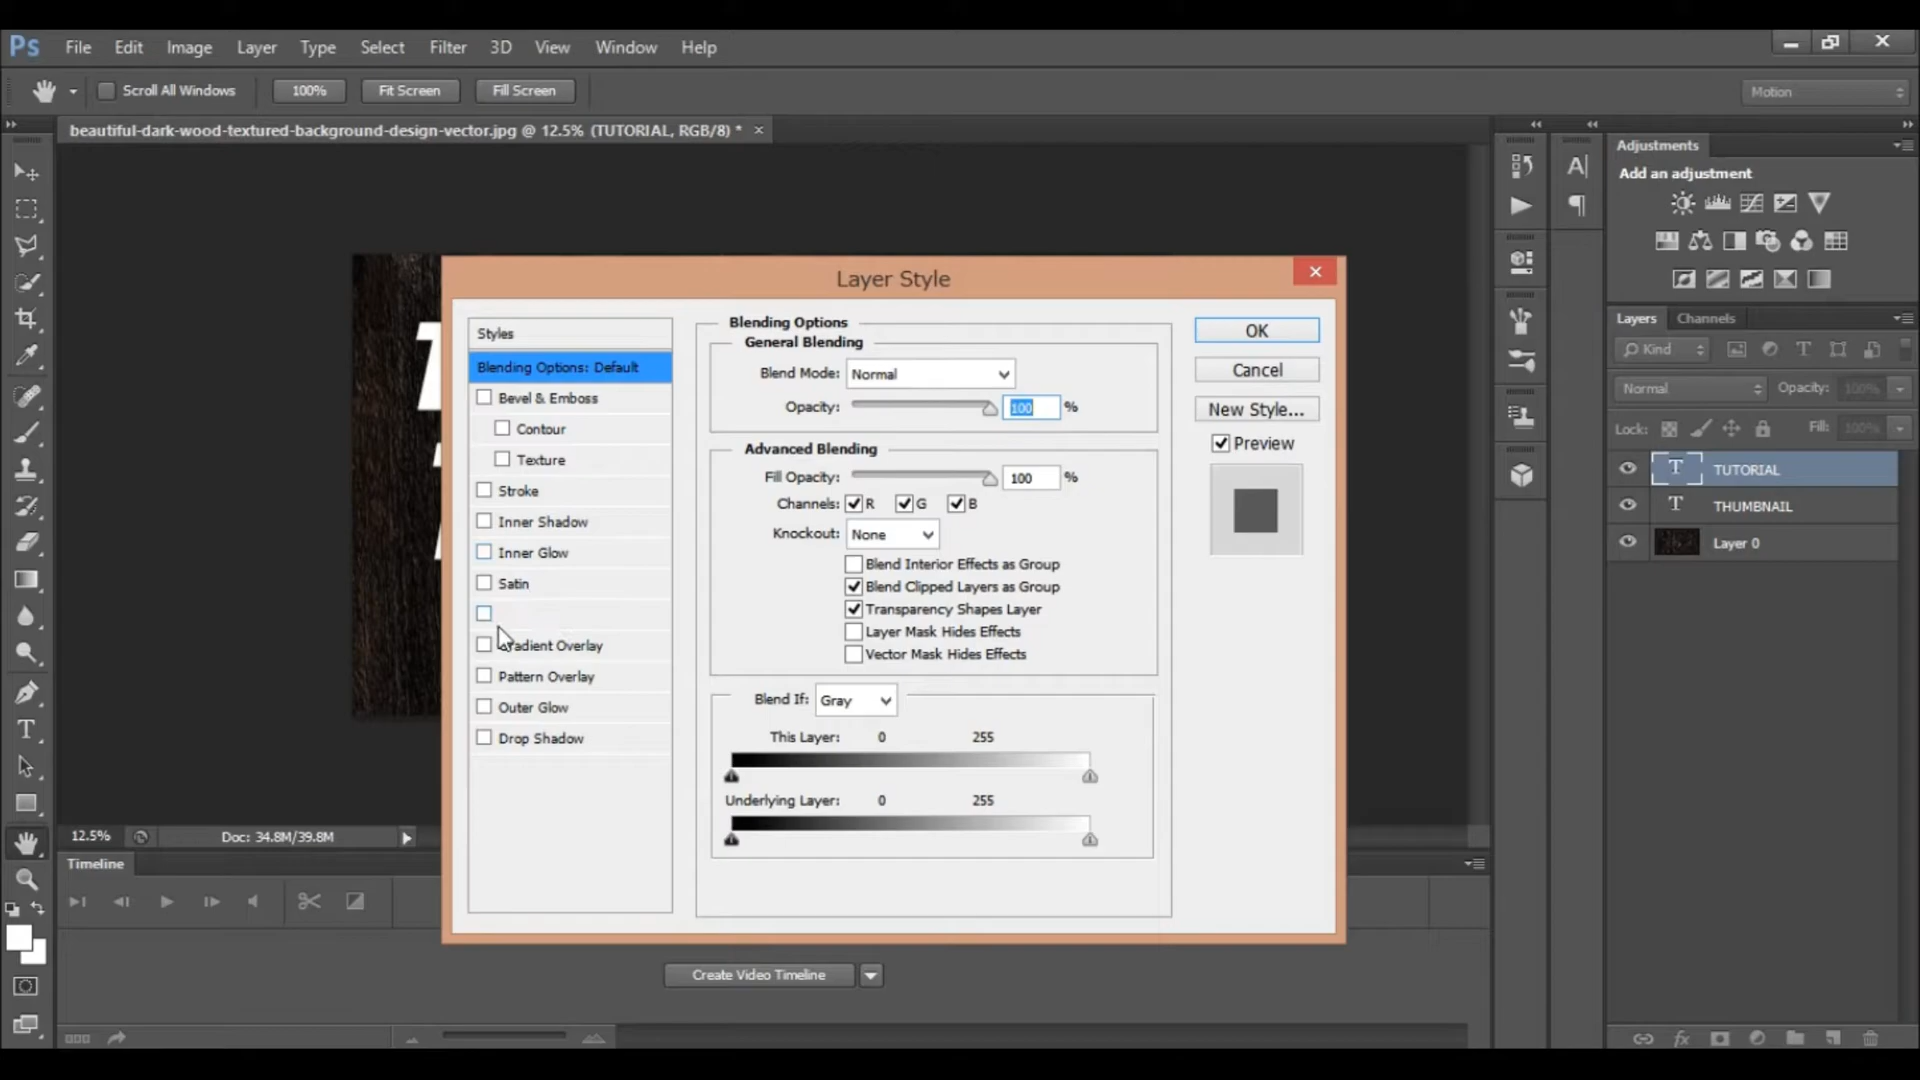 Ps File Edit Image Layer Type Select Filter 3D View Window Help
Scroll All Windows 100% Fit Screen Fill Screen Motion
beautiful-dark-wood-textured-background-design-vector.jpg @ 12.5% (TUTORIAL, RGB/8) * ×
Layer Style
Styles
Blending Options: Default
Bevel & Emboss
Contour
Texture
Stroke
Inner Shadow
Inner Glow
Satin
Gradient Overlay
Pattern Overlay
Outer Glow
Drop Shadow
Blending Options
General Blending
Blend Mode: Normal
Opacity: 100 %
Advanced Blending
Fill Opacity: 100 %
Channels: R G B
Knockout: None
Blend Interior Effects as Group
Blend Clipped Layers as Group
Transparency Shapes Layer
Layer Mask Hides Effects
Vector Mask Hides Effects
Blend If: Gray
This Layer: 0 255
Underlying Layer: 0 255
OK
Cancel
New Style...
Preview
Adjustments
Add an adjustment
Layers Channels
Kind
Normal Opacity: 100%
Lock: Fill: 100%
TUTORIAL
THUMBNAIL
Layer 0
12.5% Doc: 34.8M/39.8M
Timeline
Create Video Timeline